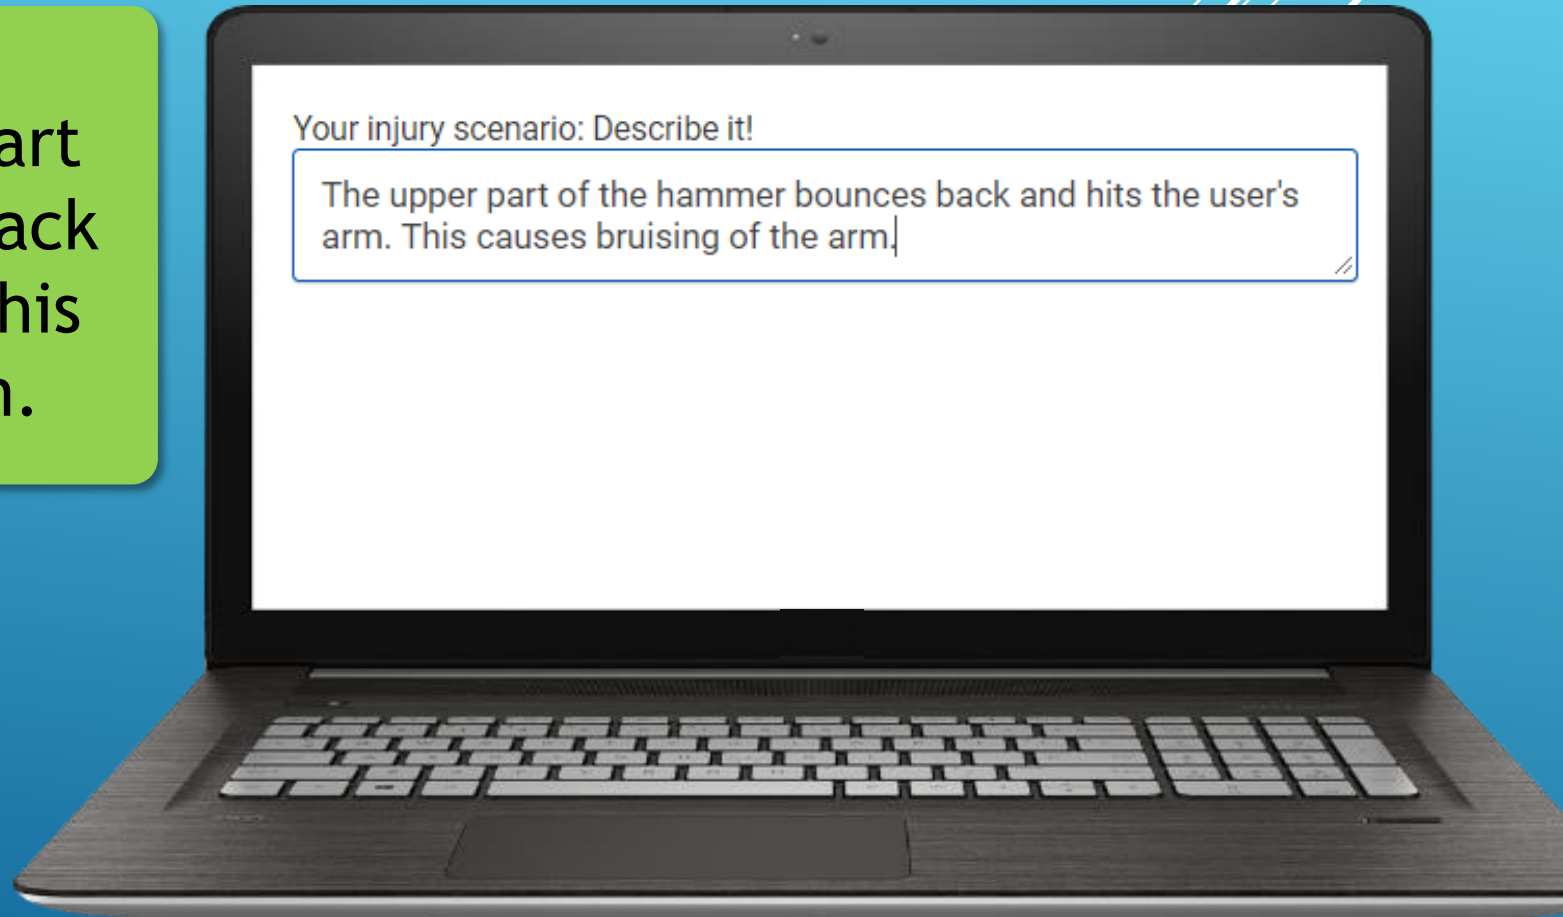 art
ack
his
n.
Your injury scenario: Describe it!
The upper part of the hammer bounces back and hits the user's
arm. This causes bruising of the arm.